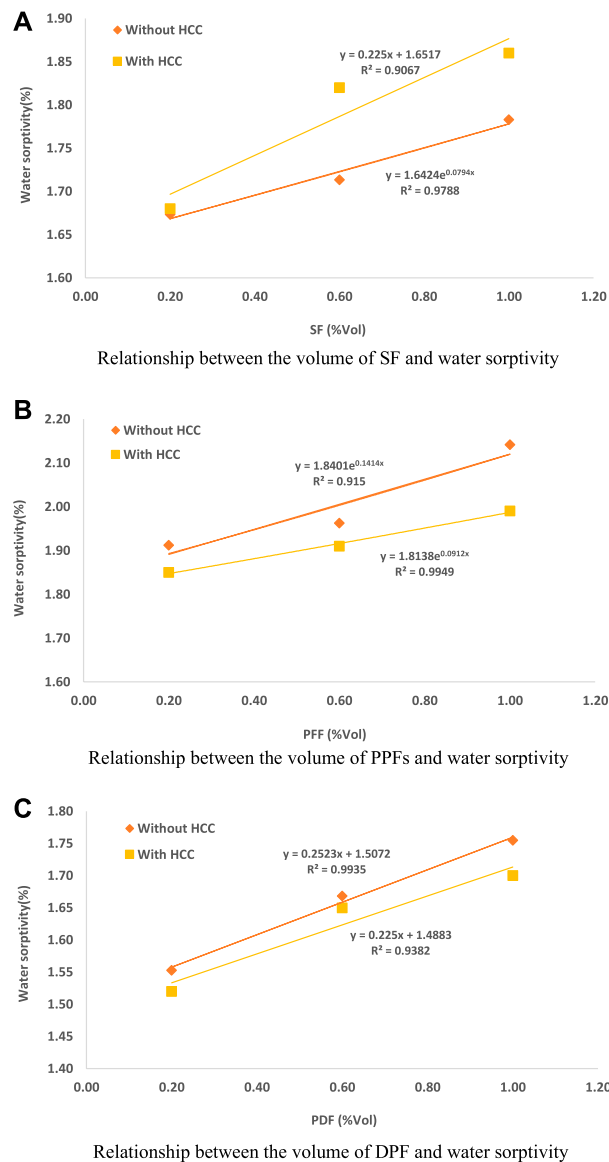 A
Without HCC
With HCC
y = 0.225x + 1.6517
R² = 0.9067
y = 1.6424e^0.0794x
R² = 0.9788
Water sorptivity(%)
1.90
1.85
1.80
1.75
1.70
1.65
1.60
0.00 0.20 0.40 0.60 0.80 1.00 1.20
SF (%Vol)
Relationship between the volume of SF and water sorptivity
B
Without HCC
With HCC
y = 1.8401e^0.1414x
R² = 0.915
y = 1.8138e^0.0912x
R² = 0.9949
Water sorptivity(%)
2.20
2.10
2.00
1.90
1.80
1.70
1.60
0.00 0.20 0.40 0.60 0.80 1.00 1.20
PFF (%Vol)
Relationship between the volume of PPFs and water sorptivity
C
Without HCC
With HCC
y = 0.2523x + 1.5072
R² = 0.9935
y = 0.225x + 1.4883
R² = 0.9382
Water sorptivity(%)
1.80
1.75
1.70
1.65
1.60
1.55
1.50
1.45
1.40
0.00 0.20 0.40 0.60 0.80 1.00 1.20
PDF (%Vol)
Relationship between the volume of DPF and water sorptivity